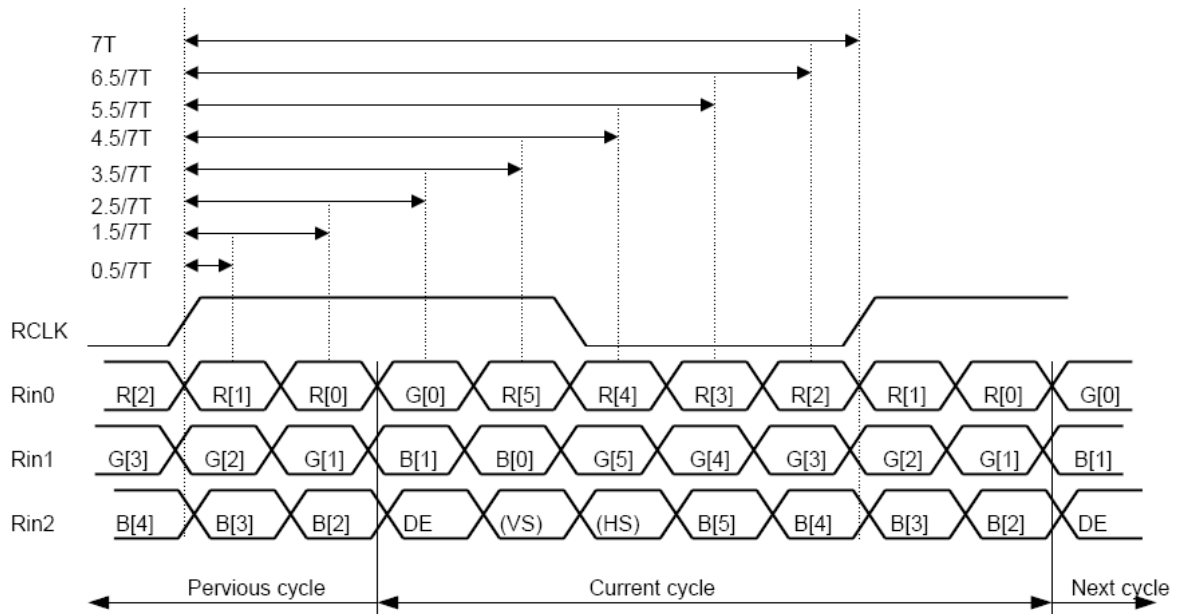 7T
6.5/7T
5.5/7T
4.5/7T
3.5/7T
2.5/7T
1.5/7T
0.5/7T
RCLK
Rin0 R[2] R[1] R[0] G[0] R[5] R[4] R[3] R[2] R[1] R[0] G[0]
Rin1 G[3] G[2] G[1] B[1] B[0] G[5] G[4] G[3] G[2] G[1] B[1]
Rin2 B[4] B[3] B[2] DE (VS) (HS) B[5] B[4] B[3] B[2] DE
Pervious cycle Current cycle Next cycle